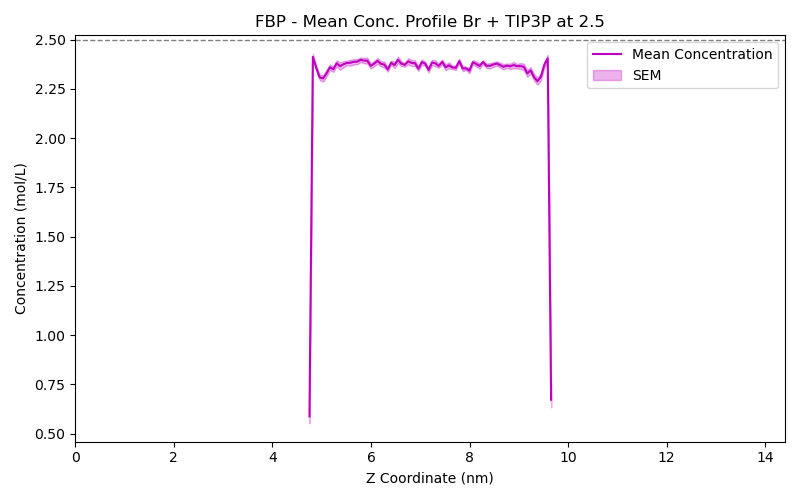 FBP - Mean Conc. Profile Br + TIP3P at 2.5
2.50
2.25
2.00
1.75
1.50
1.25
1.00
0.75
0.50
Concentration (mol/L)
Mean Concentration
SEM
0 2 4 6 8 10 12 14
Z Coordinate (nm)